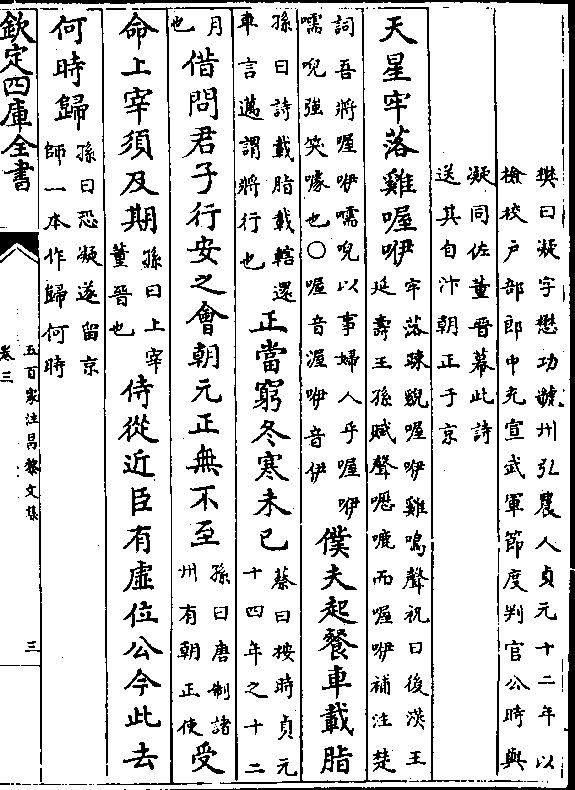 樊曰凝字懋功虢州弘農人貞元十二年以
檢校戶部郎中充宣武軍節度判官公時與
凝同佐董晉幕此詩
送其自汴朝正于京
天星牢落雞喔咿
牢落疎貌喔咿雞鳴聲祝曰後漢王
延壽王孫賦聲嚦嚦而喔咿補注楚
詞吾將喔咿嚅唲以事婦人乎喔咿
嚅唲強笑噱也○喔音渥咿音伊
僕夫起餐車載脂
孫曰詩載脂載轄還
車言邁謂將行也
正當窮冬寒未已
蔡曰按時貞元
十四年之十二
月
也
借問君子行安之會朝元正無不至
孫曰唐制諸
州有朝正使
受
命上宰須及期
孫曰上宰
董晉也
侍從近臣有虛位公今此去
何時歸
孫曰恐凝遂留京
師一本作歸何時
欽定四庫全書
五百家注昌黎文集
卷三
三